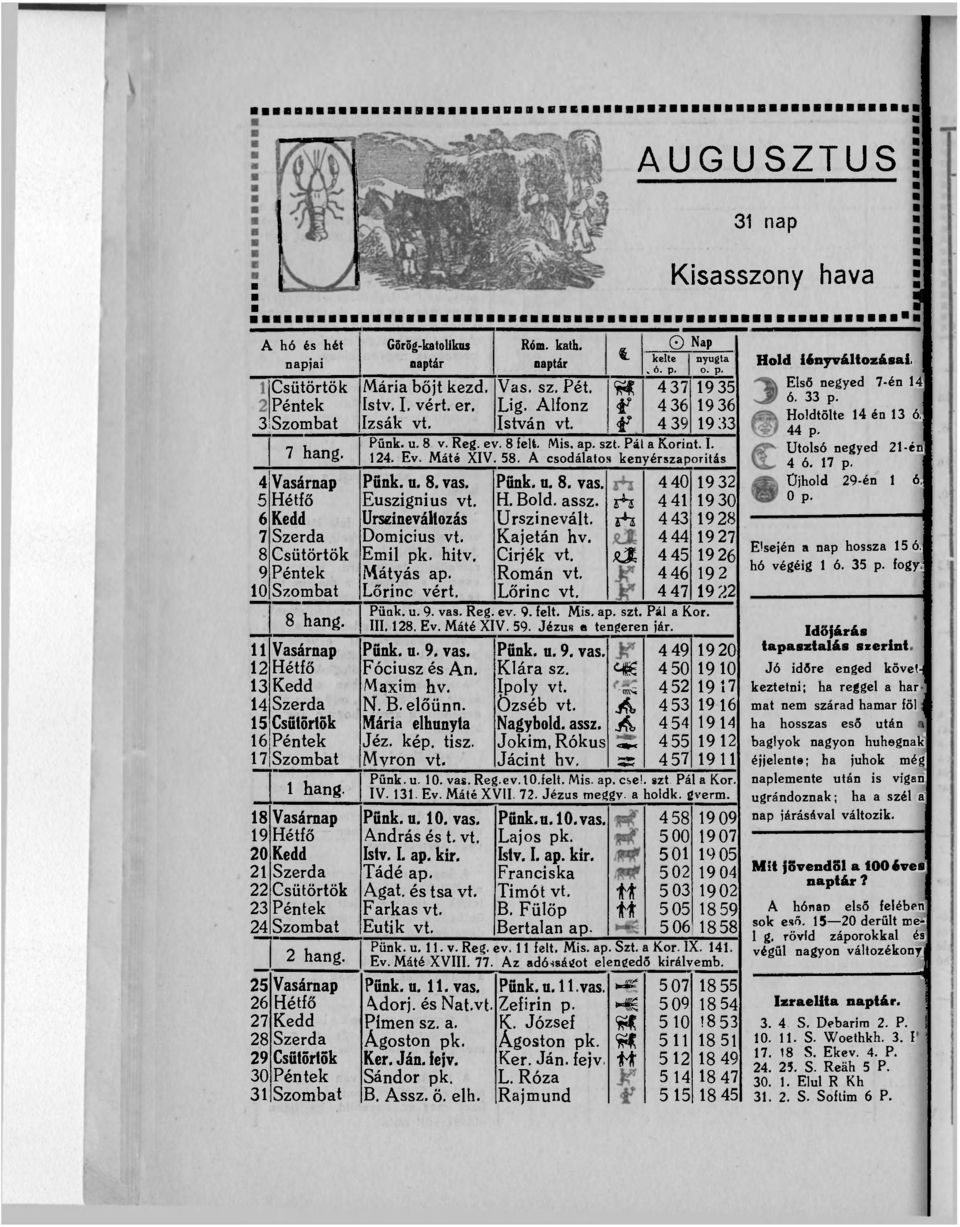 AUGUSZTUS
31 nap
Kisasszony hava
A hó és hét napjai | Görög-katolikus naptár | Róm. kath. naptár | ☾ | ☉ Nap kelte ó. p. | nyugta o. p.
1 Csütörtök | Mária bőjt kezd. | Vas. sz. Pét. | 4 37 | 19 35
2 Péntek | Istv. I. vért. er. | Lig. Alfonz | 4 36 | 19 36
3 Szombat | Izsák vt. | István vt. | 4 39 | 19 33
7 hang. | Pünk. u. 8 v. Reg. ev. 8 felt. Mis. ap. szt. Pál a Korint. I.
124. Ev. Máté XIV. 58. A csodálatos kenyérszaporitás
4 Vasárnap | Pünk. u. 8. vas. | Pünk. u. 8. vas. | 4 40 | 19 32
5 Hétfő | Euszignius vt. | H. Bold. assz. | 4 41 | 19 30
6 Kedd | Urszineváltozás | Urszinevált. | 4 43 | 19 28
7 Szerda | Domicius vt. | Kajetán hv. | 4 44 | 19 27
8 Csütörtök | Emil pk. hitv. | Cirjék vt. | 4 45 | 19 26
9 Péntek | Mátyás ap. | Román vt. | 4 46 | 19 2
10 Szombat | Lőrinc vért. | Lőrinc vt. | 4 47 | 19 22
8 hang. | Pünk. u. 9. vas. Reg. ev. 9. felt. Mis. ap. szt. Pál a Kor.
III. 128. Ev. Máté XIV. 59. Jézus a tengeren jár.
11 Vasárnap | Pünk. u. 9. vas. | Pünk. u. 9. vas. | 4 49 | 19 20
12 Hétfő | Fóciusz és An. | Klára sz. | 4 50 | 19 10
13 Kedd | Maxim hv. | Ipoly vt. | 4 52 | 19 17
14 Szerda | N. B. előünn. | Özséb vt. | 4 53 | 19 16
15 Csütörtök | Mária elhunyta | Nagybold. assz. | 4 54 | 19 14
16 Péntek | Jéz. kép. tisz. | Jokim, Rókus | 4 55 | 19 12
17 Szombat | Myron vt. | Jácint hv. | 4 57 | 19 11
1 hang. | Pünk. u. 10. vas. Reg. ev. 10. felt. Mis. ap. csel. szt Pál a Kor.
IV. 131. Ev. Máté XVII. 72. Jézus meggy. a holdk. gverm.
18 Vasárnap | Pünk. u. 10. vas. | Pünk. u. 10. vas. | 4 58 | 19 09
19 Hétfő | András és t. vt. | Lajos pk. | 5 00 | 19 07
20 Kedd | Istv. I. ap. kir. | Istv. I. ap. kir. | 5 01 | 19 05
21 Szerda | Tádé ap. | Franciska | 5 02 | 19 04
22 Csütörtök | Agat. és tsa vt. | Timót vt. | 5 03 | 19 02
23 Péntek | Farkas vt. | B. Fülöp | 5 05 | 18 59
24 Szombat | Eutik vt. | Bertalan ap. | 5 06 | 18 58
2 hang. | Pünk. u. 11. v. Reg. ev. 11 felt. Mis. ap. Szt. a Kor. IX. 141.
Ev. Máté XVIII. 77. Az adósságot elengedő királyemb.
25 Vasárnap | Pünk. u. 11. vas. | Pünk. u. 11. vas. | 5 07 | 18 55
26 Hétfő | Adorj. és Nat. vt. | Zefirin p. | 5 09 | 18 54
27 Kedd | Pimen sz. a. | K. József | 5 10 | 18 53
28 Szerda | Ágoston pk. | Ágoston pk. | 5 11 | 18 51
29 Csütörtök | Ker. Ján. fejv. | Ker. Ján. fejv. | 5 12 | 18 49
30 Péntek | Sándor pk. | L. Róza | 5 14 | 18 47
31 Szombat | B. Assz. ö. elh. | Rajmund | 5 15 | 18 45
Hold fényváltozásai.
Első negyed 7-én 14
ó. 33 p.
Holdtölte 14 én 13 ó.
44 p.
Utolsó negyed 21-én
4 ó. 17 p.
Újhold 29-én 1 ó.
0 p.
Elsején a nap hossza 15 ó.
hó végéig 1 ó. 35 p. fogy.
Időjárás
tapasztalás szerint.
Jó időre enged követ-
keztetni; ha reggel a har-
mat nem szárad hamar föl;
ha hosszas eső után a
baglyok nagyon huhognak
éjjelente; ha juhok még
naplemente után is vigan
ugrándoznak; ha a szél a
nap járásával változik.
Mit jövendől a 100 éves
naptár?
A hónap első felében
sok eső. 15—20 derült me-
l g. rövid záporokkal és
végül nagyon változékony
Izraelita naptár.
3. 4 S. Debarim 2. P.
10. 11. S. Woethkh. 3. P
17. 18 S. Ekev. 4. P.
24. 25. S. Reäh 5 P.
30. 1. Elul R Kh
31. 2. S. Softim 6 P.